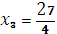 x₃ = 27/4